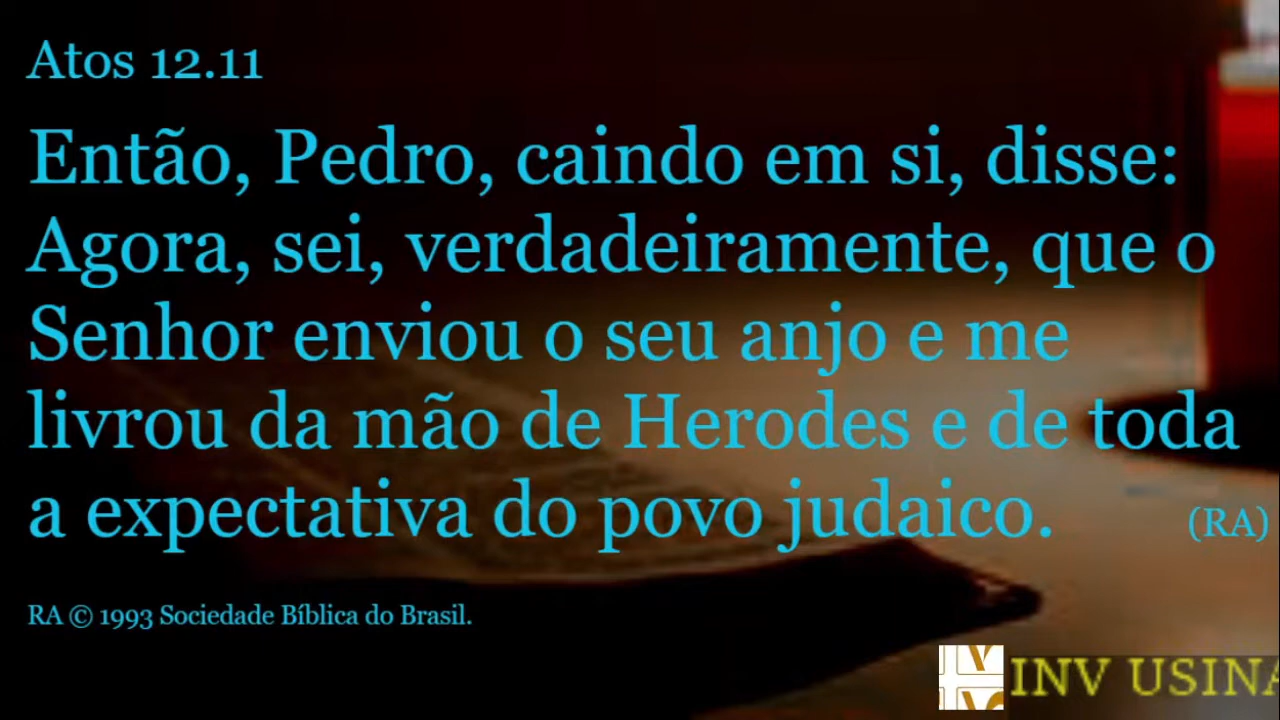 Atos 12.11
Então, Pedro, caindo em si, disse:
Agora, sei, verdadeiramente, que o
Senhor enviou o seu anjo e me
livrou da mão de Herodes e de toda
a expectativa do povo judaico. (RA)
RA © 1993 Sociedade Bíblica do Brasil.
INV USINA